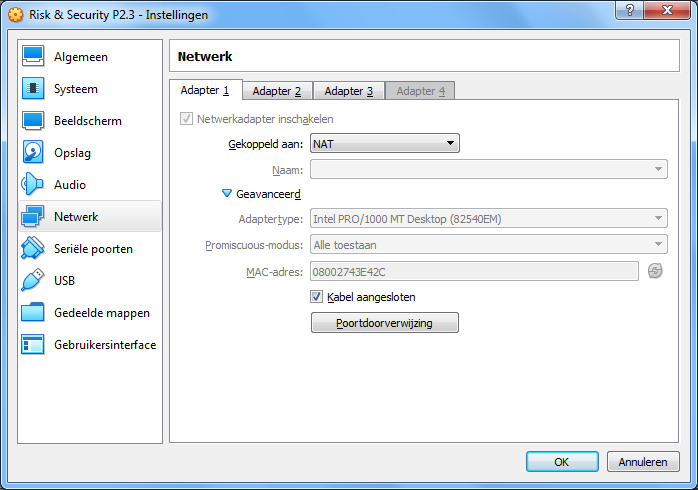 Risk & Security P2.3 - Instellingen
Algemeen
Systeem
Beeldscherm
Opslag
Audio
Netwerk
Seriële poorten
USB
Gedeelde mappen
Gebruikersinterface
Netwerk
Adapter 1 Adapter 2 Adapter 3 Adapter 4
Netwerkadapter inschakelen
Gekoppeld aan: NAT
Naam:
Geavanceerd
Adaptertype: Intel PRO/1000 MT Desktop (82540EM)
Promiscuous-modus: Alle toestaan
MAC-adres: 08002743E42C
Kabel aangesloten
Poortdoorverwijzing
OK Annuleren